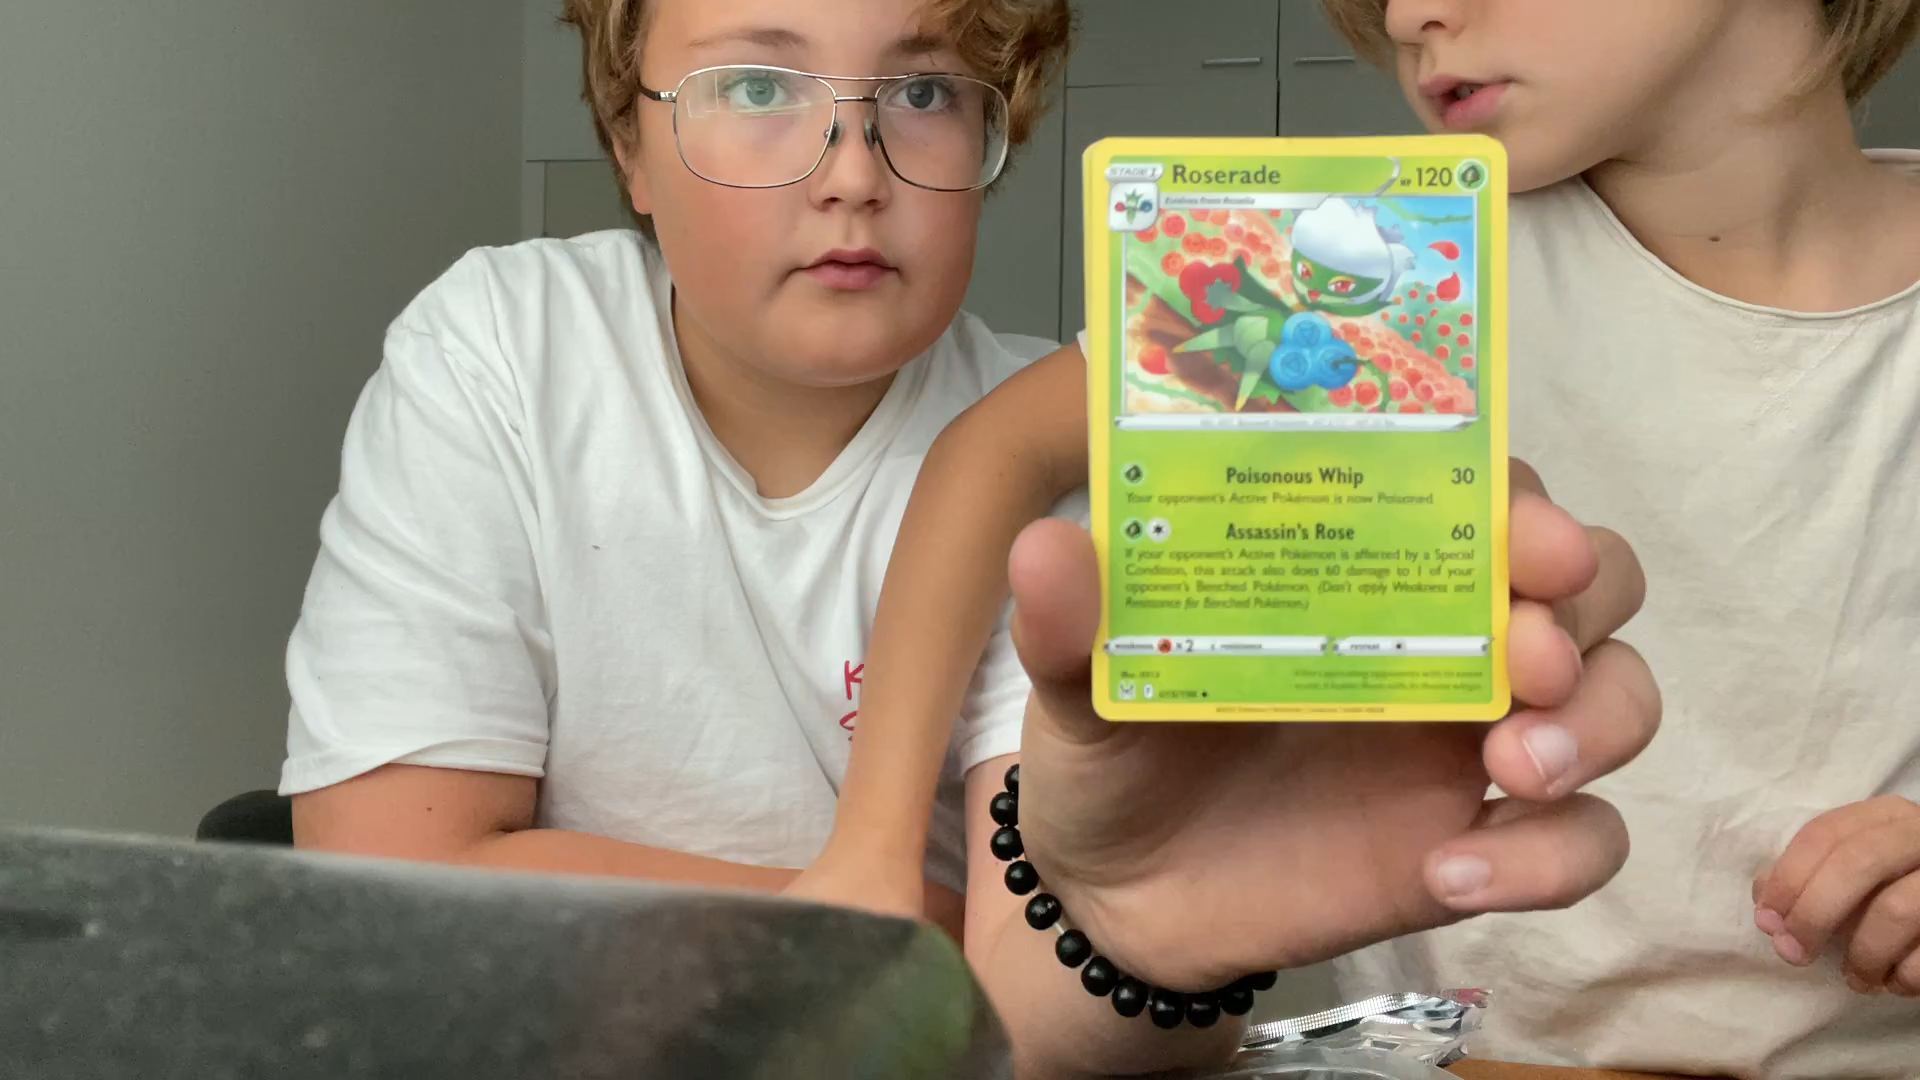 STAGE 1
Roserade
HP 120
Evolves from Roselia
Poisonous Whip 30
Your opponent's Active Pokémon is now Poisoned.
Assassin's Rose 60
If your opponent's Active Pokémon is affected by a Special
Condition, this attack also does 60 damage to 1 of your
opponent's Benched Pokémon. (Don't apply Weakness and
Resistance for Benched Pokémon.)
weakness x2 resistance retreat
K